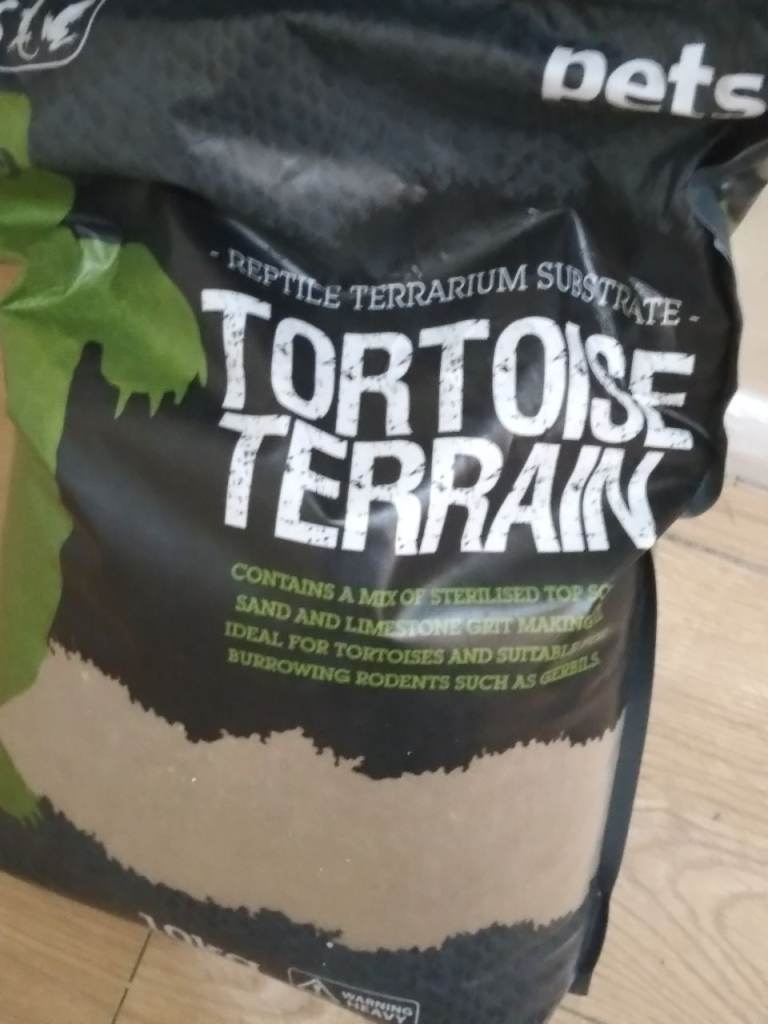 pets
- REPTILE TERRARIUM SUBSTRATE -
TORTOISE
TERRAIN
CONTAINS A MIX OF STERILISED TOP
SAND AND LIMESTONE GRIT MAKING
IDEAL FOR TORTOISES AND SUITABLE
BURROWING RODENTS SUCH AS GERBILS.
10KG
WARNING
HEAVY